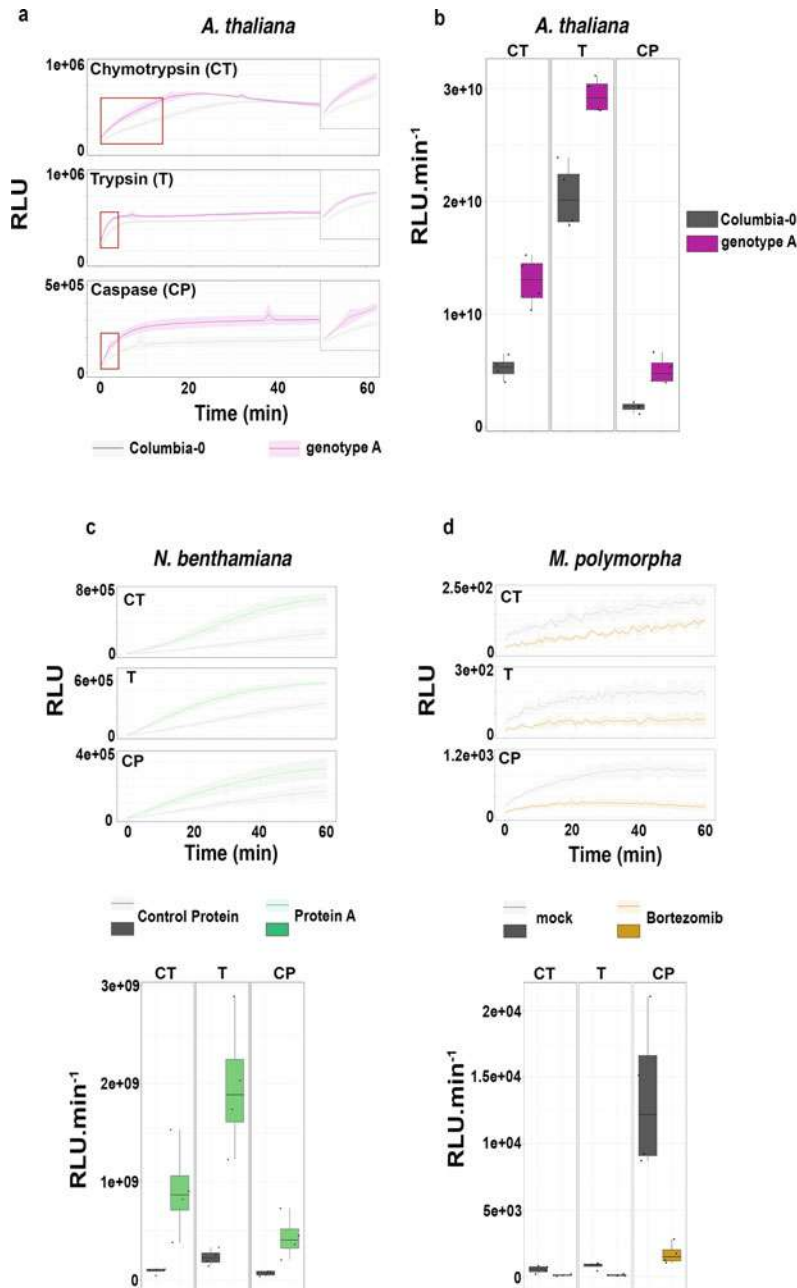 a
A. thaliana
1e+06
Chymotrypsin (CT)
0
1e+06
Trypsin (T)
0
5e+05
Caspase (CP)
0
RLU
0 20 40 60
Time (min)
Columbia-0 genotype A
b
A. thaliana
CT T CP
3e+10
2e+10
1e+10
0
RLU.min⁻¹
Columbia-0
genotype A
c
N. benthamiana
8e+05
CT
0
6e+05
T
0
4e+05
CP
0
RLU
0 20 40 60
Time (min)
Control Protein Protein A
CT T CP
3e+09
2e+09
1e+09
0
RLU.min⁻¹
d
M. polymorpha
2.5e+02
CT
0
3e+02
T
0
1.2e+03
CP
0
RLU
0 20 40 60
Time (min)
mock Bortezomib
CT T CP
2e+04
1.5e+04
1e+04
5e+03
0
RLU.min⁻¹